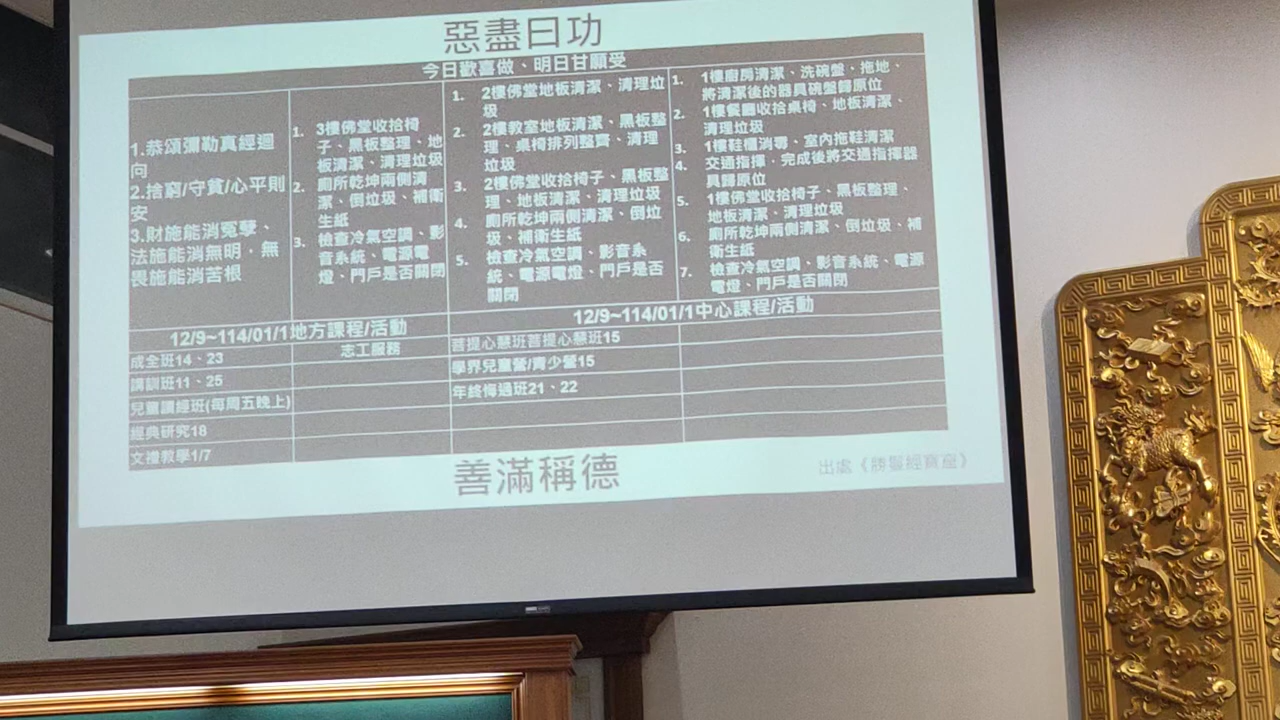 惡盡曰功
今日歡喜做、明日甘願受
1.恭頌彌勒真經迴
向
2.捨窮/守貧/心平則
安
3.財施能消冤孽、
法施能消無明，無
畏施能消苦根
1. 3樓佛堂收拾椅
子、黑板整理、地
板清潔、清理垃圾
2. 廁所乾坤兩側清
潔、倒垃圾、補衛
生紙
3. 檢查冷氣空調、影
音系統、電源電
燈、門戶是否關閉
1. 2樓佛堂地板清潔、清理垃
圾
2. 2樓教室地板清潔、黑板整
理、桌椅排列整齊、清理
垃圾
3. 2樓佛堂收拾椅子、黑板整
理、地板清潔、清理垃圾
4. 廁所乾坤兩側清潔、倒垃
圾、補衛生紙
5. 檢查冷氣空調、影音系
統、電源電燈、門戶是否
關閉
1. 1樓廚房清潔、洗碗盤，拖地、
將清潔後的器具碗盤歸原位
2. 1樓餐廳收拾桌椅、地板清潔、
清理垃圾
3. 1樓鞋櫃消毒、室內拖鞋清潔
4. 交通指揮，完成後將交通指揮器
具歸原位
5. 1樓佛堂收拾椅子、黑板整理、
地板清潔、清理垃圾
6. 廁所乾坤兩側清潔、倒垃圾、補
衛生紙
7. 檢查冷氣空調、影音系統、電源
電燈、門戶是否關閉
12/9~114/01/1地方課程/活動
12/9~114/01/1中心課程/活動
成全班14、23
志工服務
菩提心慧班菩提心慧班15
講訓班11、25
學界兒童營/青少營15
兒童讀經班(每周五晚上)
年終悔過班21、22
經典研究18
文禮教學1/7
善滿稱德
出處《勝鬘經寶窟》